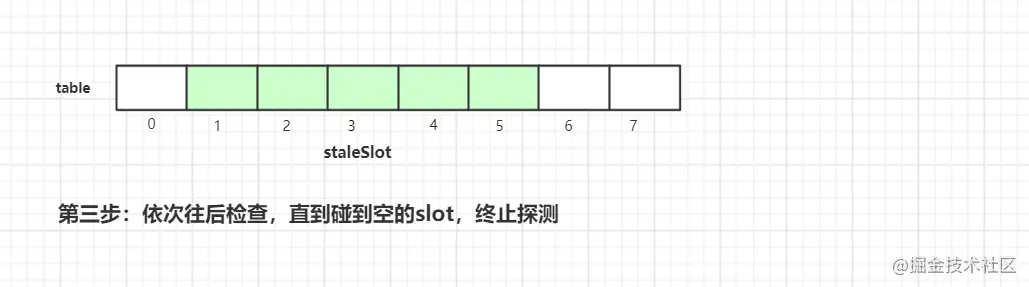 table
0 1 2 3 4 5 6 7
staleSlot
第三步：依次往后检查，直到碰到空的slot，终止探测
@掘金技术社区